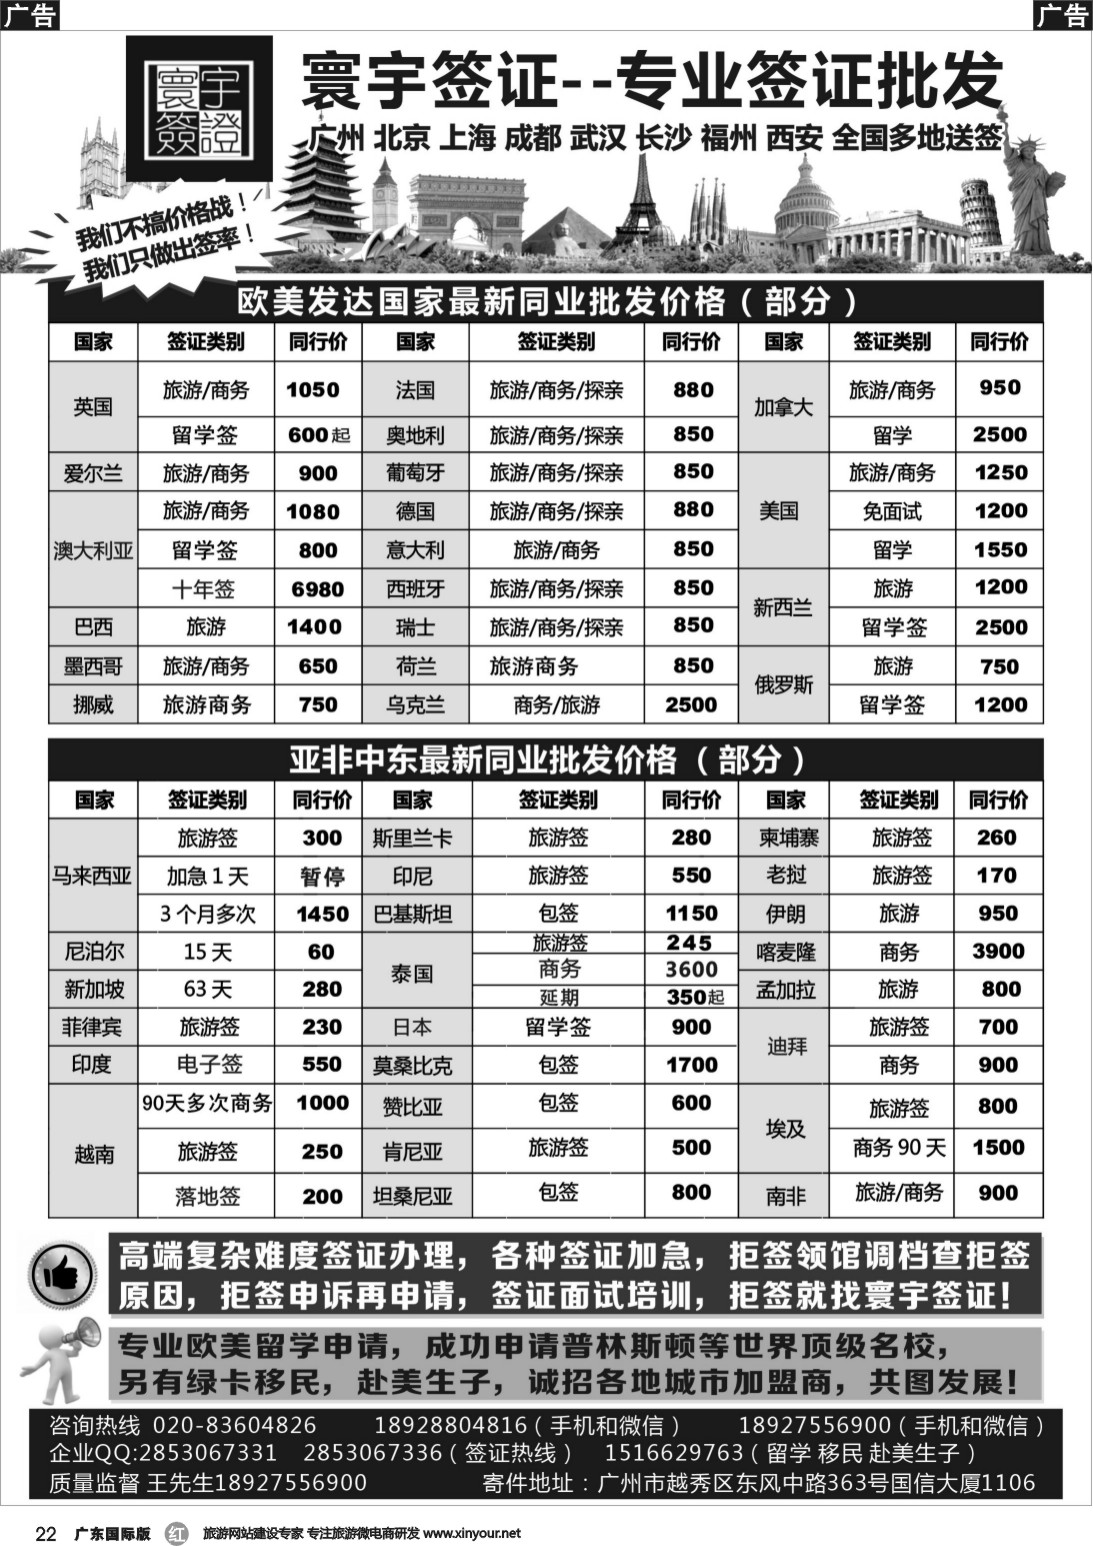 广告
广告
寰宇
簽證
寰宇签证--专业签证批发
广州 北京 上海 成都 武汉 长沙 福州 西安 全国多地送签
我们不搞价格战！
我们只做出签率！
欧美发达国家最新同业批发价格（部分）
国家 签证类别 同行价 国家 签证类别 同行价 国家 签证类别 同行价
英国 旅游/商务 1050 法国 旅游/商务/探亲 880 加拿大 旅游/商务 950
留学签 600起 奥地利 旅游/商务/探亲 850 留学 2500
爱尔兰 旅游/商务 900 葡萄牙 旅游/商务/探亲 850 美国 旅游/商务 1250
澳大利亚 旅游/商务 1080 德国 旅游/商务/探亲 880 免面试 1200
留学签 800 意大利 旅游/商务 850 留学 1550
十年签 6980 西班牙 旅游/商务/探亲 850 新西兰 旅游 1200
巴西 旅游 1400 瑞士 旅游/商务/探亲 850 留学签 2500
墨西哥 旅游/商务 650 荷兰 旅游商务 850 俄罗斯 旅游 750
挪威 旅游商务 750 乌克兰 商务/旅游 2500 留学签 1200
亚非中东最新同业批发价格（部分）
国家 签证类别 同行价 国家 签证类别 同行价 国家 签证类别 同行价
马来西亚 旅游签 300 斯里兰卡 旅游签 280 柬埔寨 旅游签 260
加急1天 暂停 印尼 旅游签 550 老挝 旅游签 170
3个月多次 1450 巴基斯坦 包签 1150 伊朗 旅游 950
尼泊尔 15天 60 泰国 旅游签 245 喀麦隆 商务 3900
商务 3600
新加坡 63天 280 延期 350起 孟加拉 旅游 800
菲律宾 旅游签 230 日本 留学签 900 迪拜 旅游签 700
印度 电子签 550 莫桑比克 包签 1700 商务 900
越南 90天多次商务 1000 赞比亚 包签 600 埃及 旅游签 800
旅游签 250 肯尼亚 旅游签 500 商务90天 1500
落地签 200 坦桑尼亚 包签 800 南非 旅游/商务 900
高端复杂难度签证办理，各种签证加急，拒签领馆调档查拒签
原因，拒签申诉再申请，签证面试培训，拒签就找寰宇签证！
专业欧美留学申请，成功申请普林斯顿等世界顶级名校，
另有绿卡移民，赴美生子，诚招各地城市加盟商，共图发展！
咨询热线 020-83604826 18928804816（手机和微信） 18927556900（手机和微信）
企业QQ:2853067331 2853067336（签证热线） 1516629763（留学 移民 赴美生子）
质量监督 王先生18927556900 寄件地址：广州市越秀区东风中路363号国信大厦1106
22 广东国际版 红 旅游网站建设专家 专注旅游微电商研发 www.xinyour.net